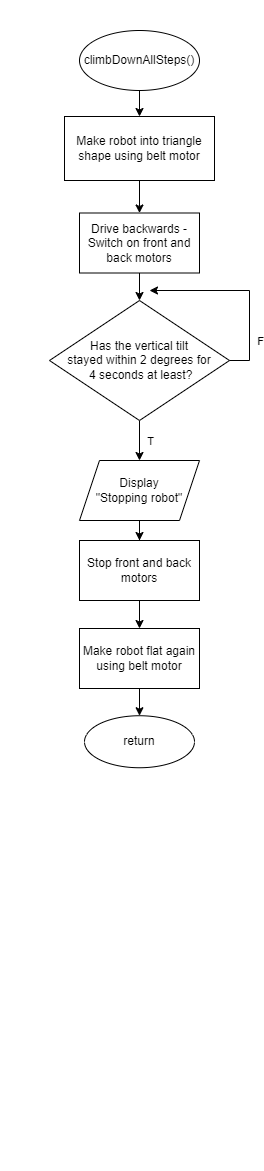 climbDownAllSteps()
Make robot into triangle
shape using belt motor
Drive backwards -
Switch on front and
back motors
Has the vertical tilt
stayed within 2 degrees for
4 seconds at least?
F
T
Display
"Stopping robot"
Stop front and back
motors
Make robot flat again
using belt motor
return